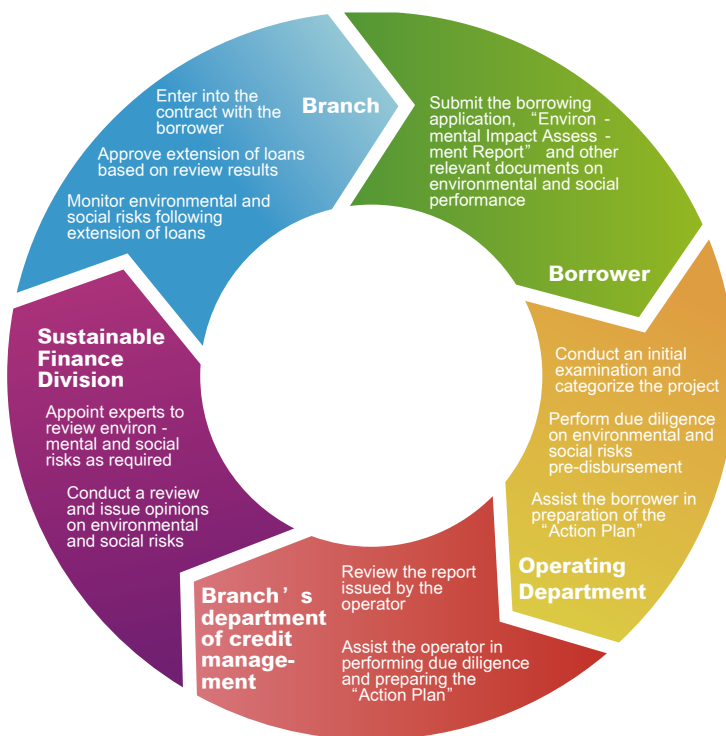 Branch
Enter into the
contract with the
borrower
Approve extension of loans
based on review results
Monitor environmental and
social risks following
extension of loans
Submit the borrowing
application, “Environ -
mental Impact Assess -
ment Report” and other
relevant documents on
environmental and social
performance
Borrower
Conduct an initial
examination and
categorize the project
Perform due diligence
on environmental and
social risks
pre-disbursement
Assist the borrower in
preparation of the
“Action Plan”
Operating
Department
Branch’s
department
of credit
manage-
ment
Review the report
issued by the
operator
Assist the operator in
performing due diligence
and preparing the
“Action Plan”
Sustainable
Finance
Division
Appoint experts to
review environ -
mental and social
risks as required
Conduct a review
and issue opinions
on environmental
and social risks